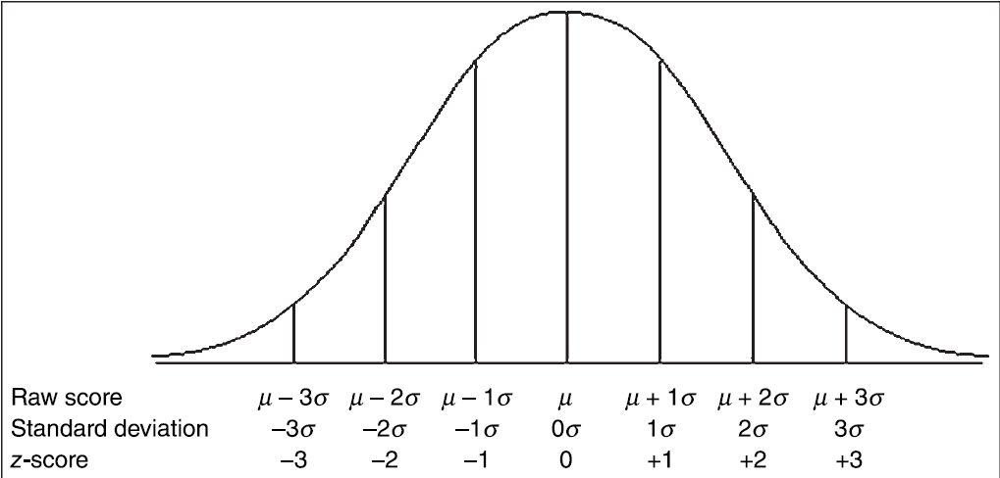 Raw score μ – 3σ μ – 2σ μ – 1σ μ μ + 1σ μ + 2σ μ + 3σ
Standard deviation –3σ –2σ –1σ 0σ 1σ 2σ 3σ
z-score –3 –2 –1 0 +1 +2 +3